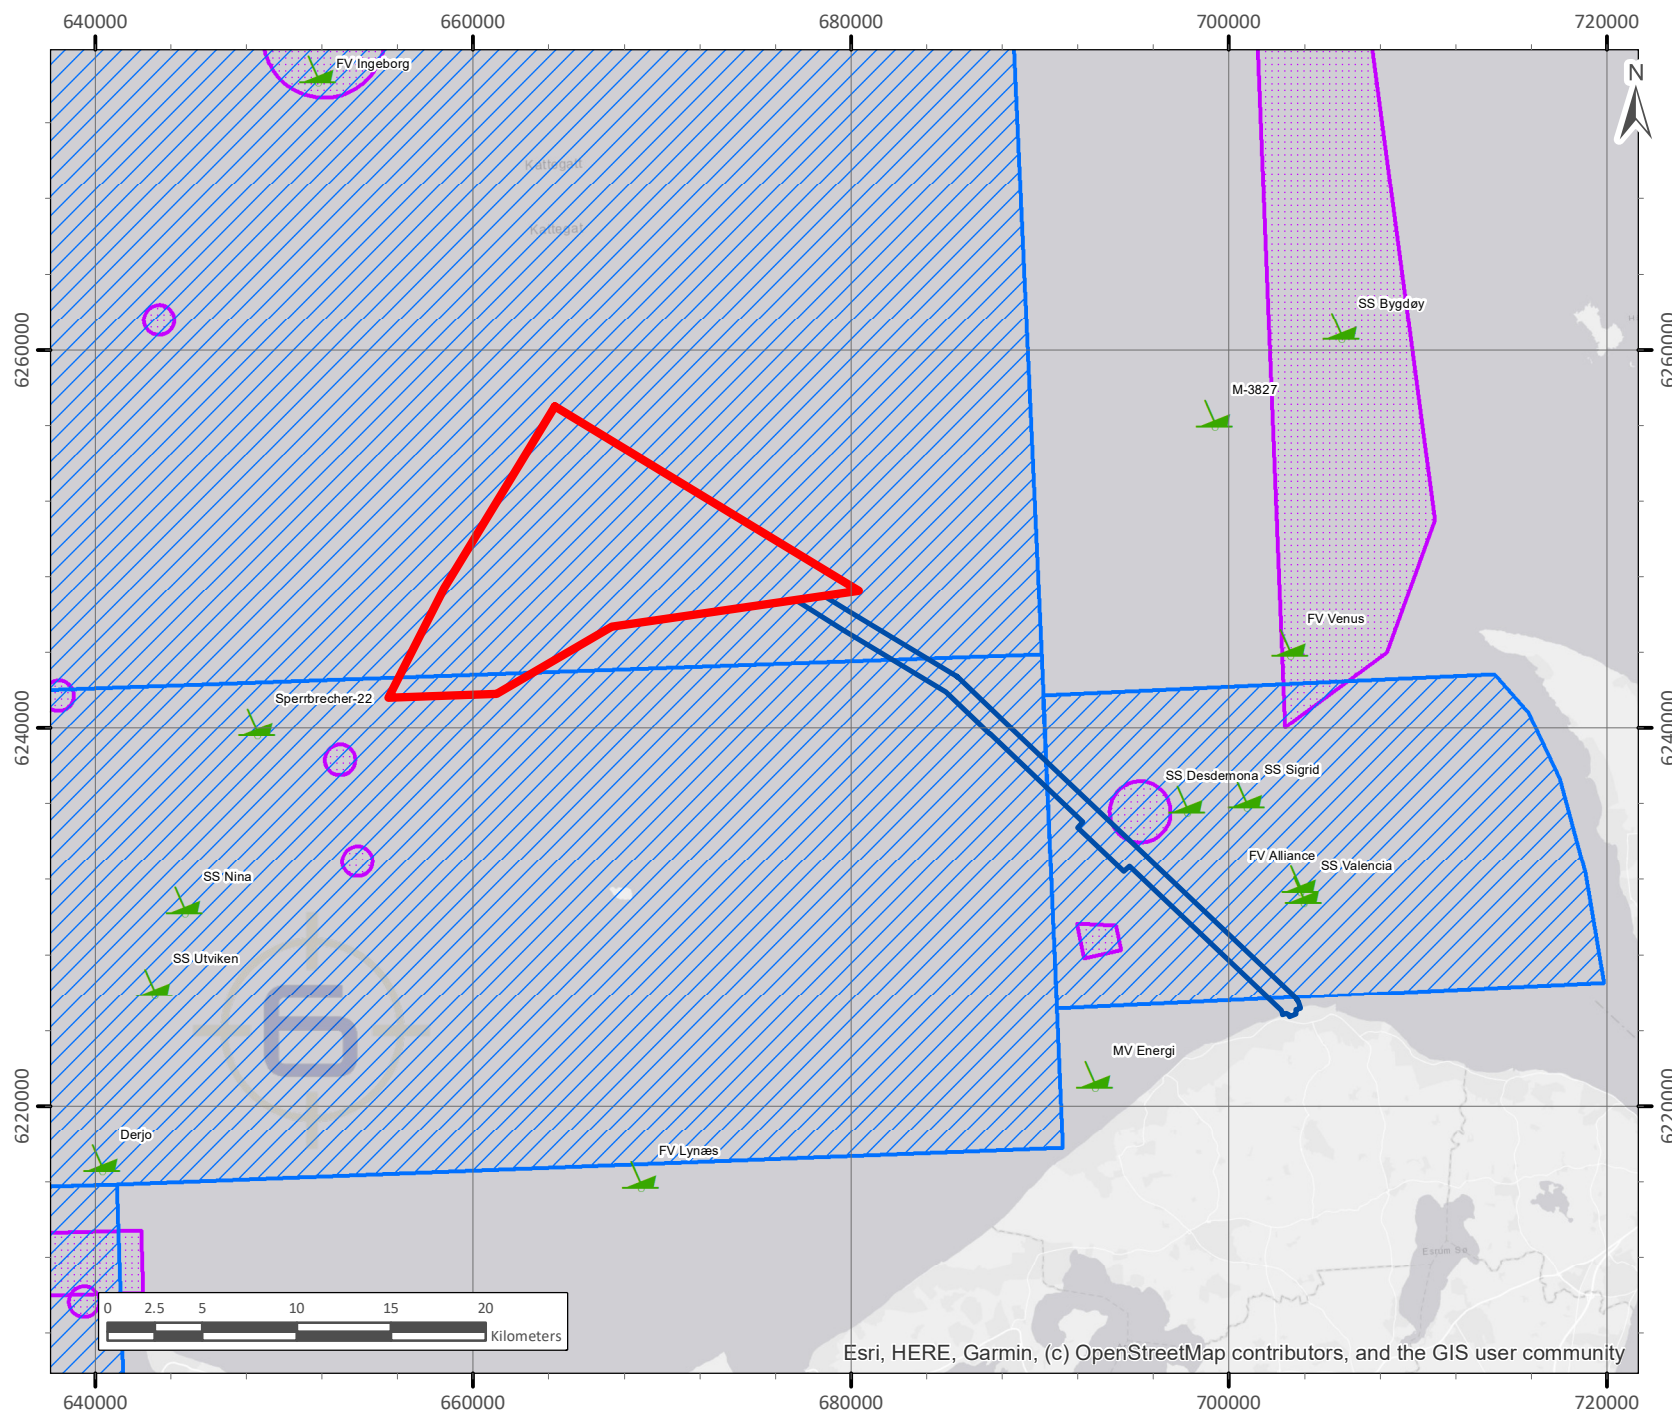 640000
660000
680000
700000
720000
FV Ingeborg
N
Kattegatt
Kattegat
SS Bygdøy
6260000
6260000
M-3827
FV Venus
Sperrbrecher-22
6240000
6240000
SS Desdemona
SS Sigrid
FV Alliance
SS Valencia
SS Nina
SS Utviken
6
MV Energi
6220000
6220000
Derjo
FV Lynæs
Esrum Sø
0 2.5 5 10 15 20
Kilometers
Esri, HERE, Garmin, (c) OpenStreetMap contributors, and the GIS user community
640000
660000
680000
700000
720000